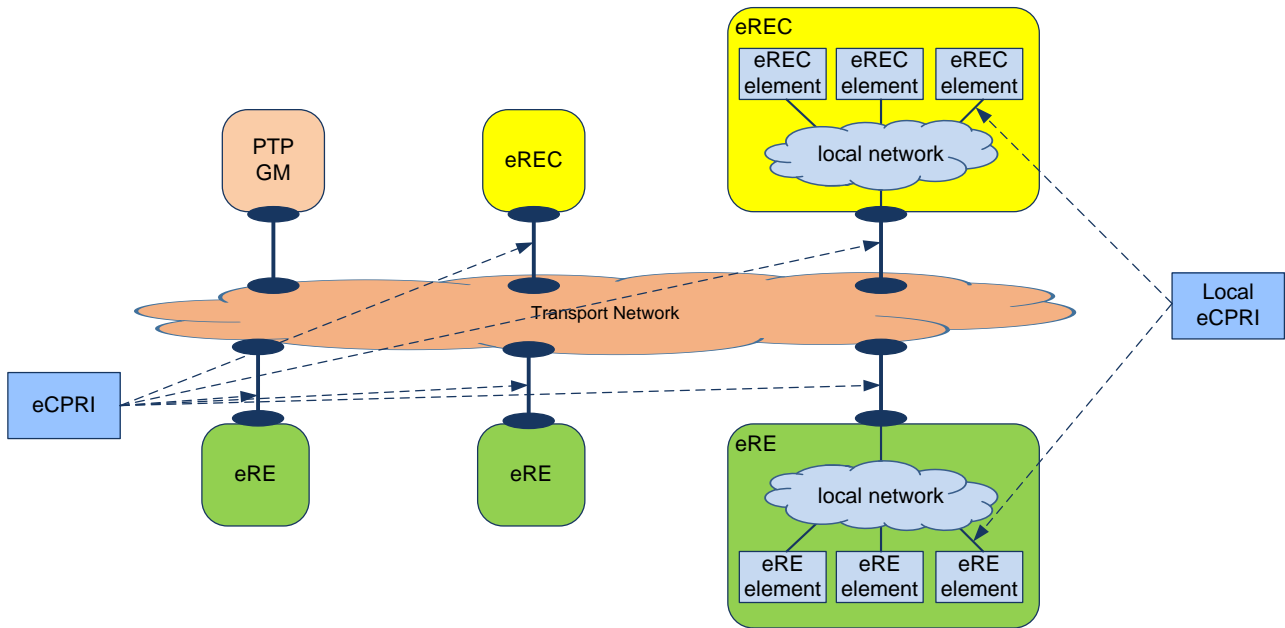 eREC
eREC
element
eREC
element
eREC
element
local network
PTP
GM
eREC
Transport Network
Local
eCPRI
eCPRI
eRE
eRE
eRE
local network
eRE
element
eRE
element
eRE
element